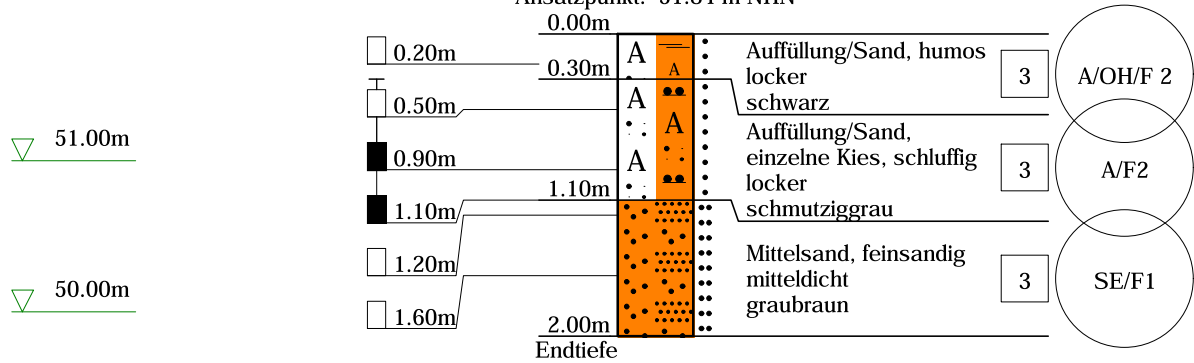 0.00m
0.20m
0.30m
0.50m
51.00m
0.90m
1.10m
1.10m
1.20m
50.00m
1.60m
2.00m
Endtiefe
A
A
A
A
A
Auffüllung/Sand, humos
locker
schwarz
3
A/OH/F 2
Auffüllung/Sand,
einzelne Kies, schluffig
locker
schmutziggrau
3
A/F2
Mittelsand, feinsandig
mitteldicht
graubraun
3
SE/F1